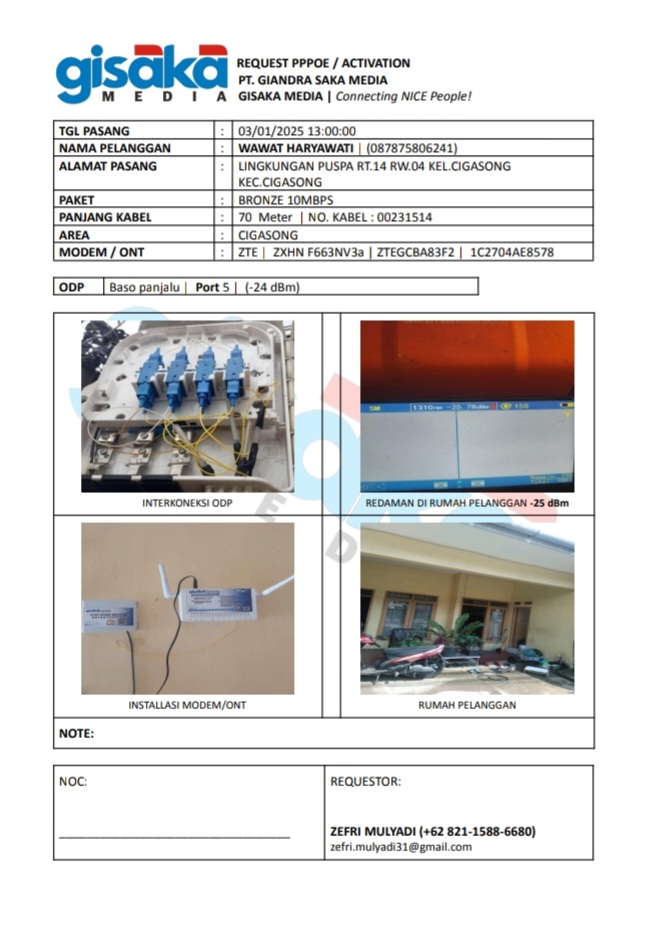 gisaka
MEDIA
REQUEST PPPOE / ACTIVATION
PT. GIANDRA SAKA MEDIA
GISAKA MEDIA | Connecting NICE People!
TGL PASANG : 03/01/2025 13:00:00
NAMA PELANGGAN : WAWAT HARYAWATI | (087875806241)
ALAMAT PASANG : LINGKUNGAN PUSPA RT.14 RW.04 KEL.CIGASONG
KEC.CIGASONG
PAKET : BRONZE 10MBPS
PANJANG KABEL : 70 Meter | NO. KABEL : 00231514
AREA : CIGASONG
MODEM / ONT : ZTE | ZXHN F663NV3a | ZTEGCBA83F2 | 1C2704AE8578
ODP Baso panjalu | Port 5 | (-24 dBm)
1310nm -25.78dBm
INTERKONEKSI ODP
REDAMAN DI RUMAH PELANGGAN -25 dBm
gisaka
INSTALLASI MODEM/ONT
RUMAH PELANGGAN
NOTE:
NOC:
REQUESTOR:
ZEFRI MULYADI (+62 821-1588-6680)
zefri.mulyadi31@gmail.com